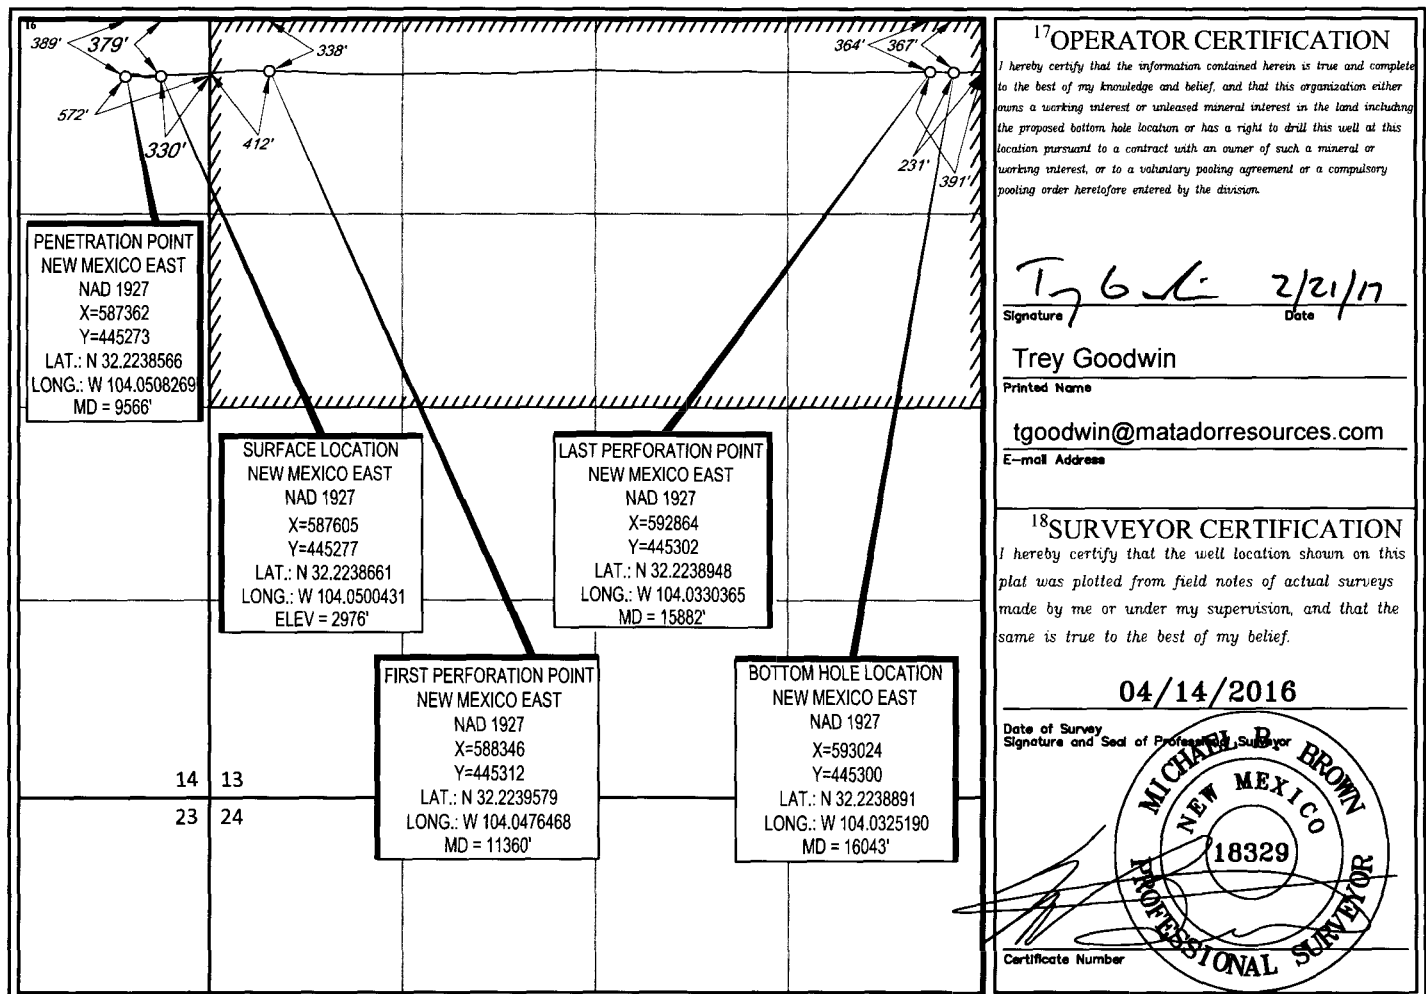 16
389' 379' 338' 364' 367'
572' 330' 412' 231' 391'
PENETRATION POINT
NEW MEXICO EAST
NAD 1927
X=587362
Y=445273
LAT.: N 32.2238566
LONG.: W 104.0508269
MD = 9566'
SURFACE LOCATION
NEW MEXICO EAST
NAD 1927
X=587605
Y=445277
LAT.: N 32.2238661
LONG.: W 104.0500431
ELEV = 2976'
FIRST PERFORATION POINT
NEW MEXICO EAST
NAD 1927
X=588346
Y=445312
LAT.: N 32.2239579
LONG.: W 104.0476468
MD = 11360'
LAST PERFORATION POINT
NEW MEXICO EAST
NAD 1927
X=592864
Y=445302
LAT.: N 32.2238948
LONG.: W 104.0330365
MD = 15882'
BOTTOM HOLE LOCATION
NEW MEXICO EAST
NAD 1927
X=593024
Y=445300
LAT.: N 32.2238891
LONG.: W 104.0325190
MD = 16043'
14 13
23 24
17OPERATOR CERTIFICATION
I hereby certify that the information contained herein is true and complete
to the best of my knowledge and belief, and that this organization either
owns a working interest or unleased mineral interest in the land including
the proposed bottom hole location or has a right to drill this well at this
location pursuant to a contract with an owner of such a mineral or
working interest, or to a voluntary pooling agreement or a compulsory
pooling order heretofore entered by the division.
2/21/17
Signature Date
Trey Goodwin
Printed Name
tgoodwin@matadorresources.com
E-mail Address
18SURVEYOR CERTIFICATION
I hereby certify that the well location shown on this
plat was plotted from field notes of actual surveys
made by me or under my supervision, and that the
same is true to the best of my belief.
04/14/2016
Date of Survey
Signature and Seal of Professional Surveyor
MICHAEL B. BROWN
NEW MEXICO
18329
PROFESSIONAL SURVEYOR
Certificate Number